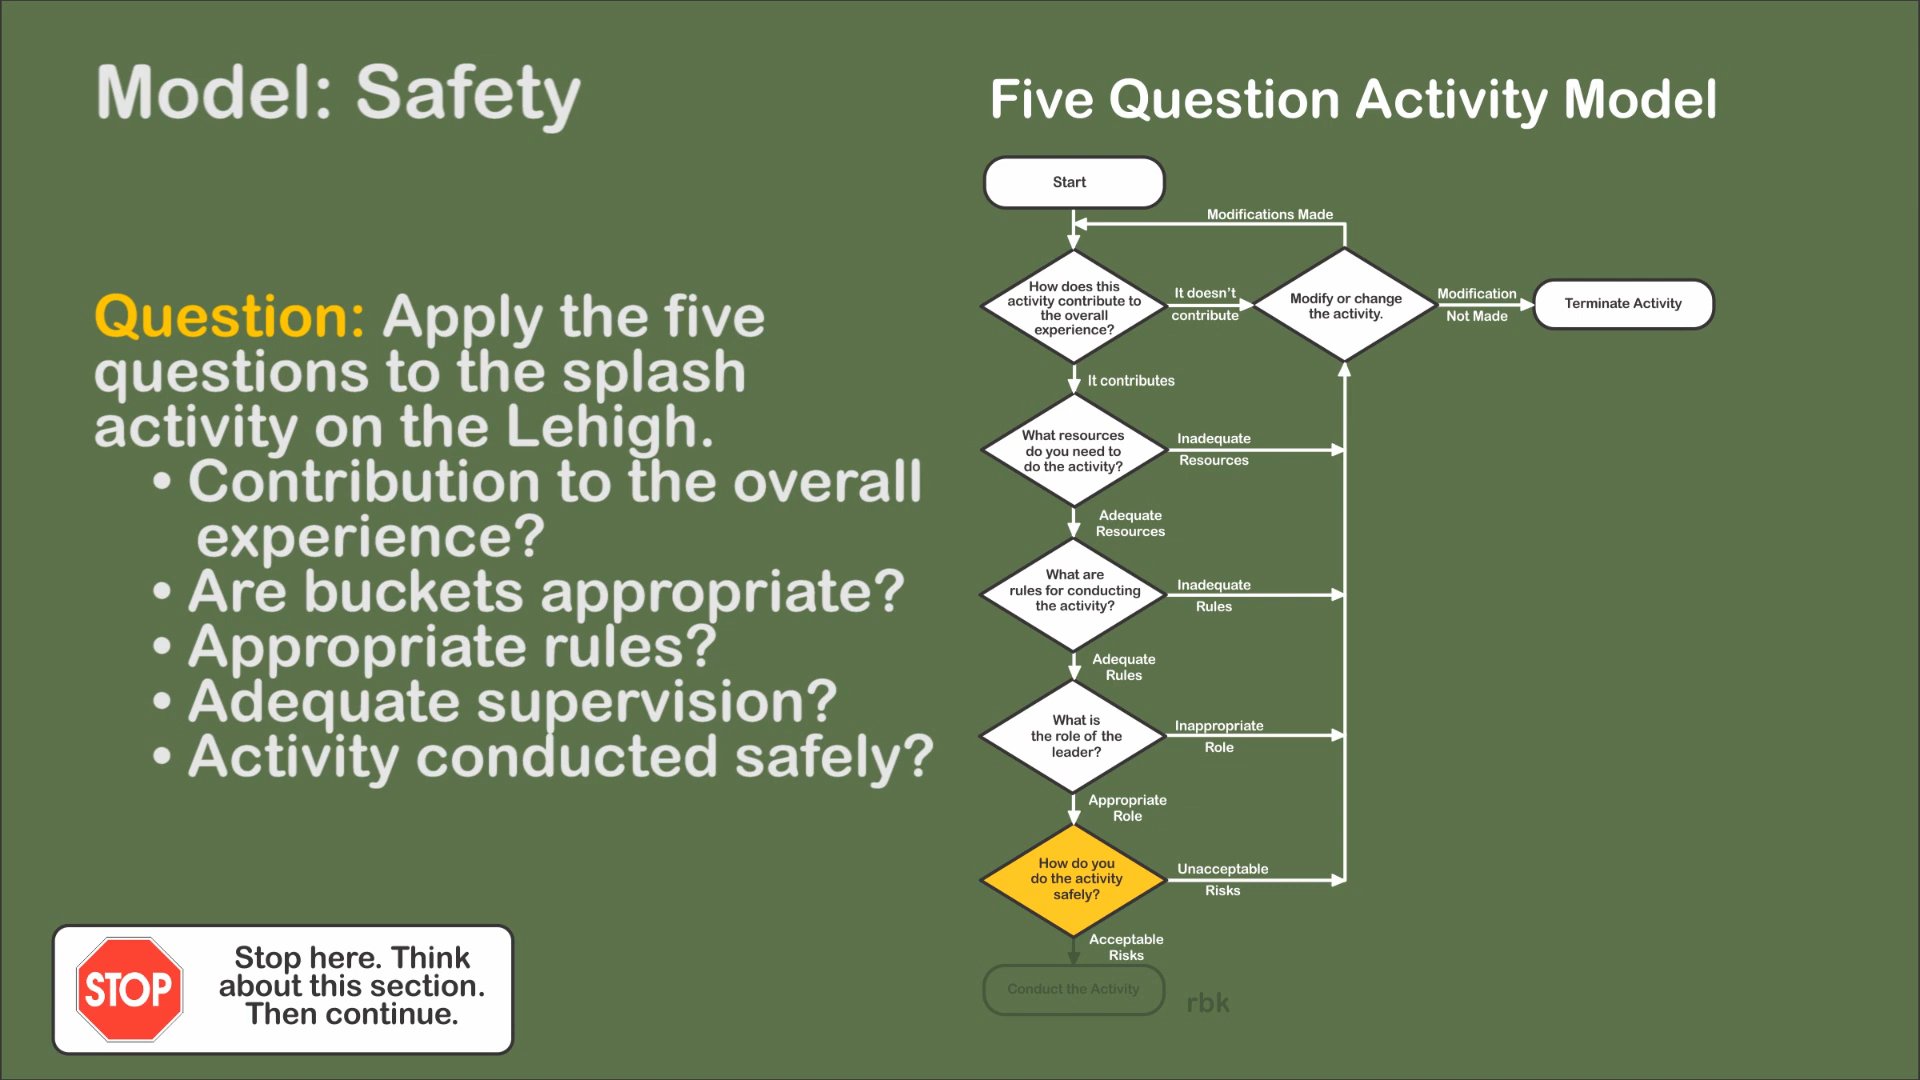 Model: Safety
Question: Apply the five
questions to the splash
activity on the Lehigh.
• Contribution to the overall
experience?
• Are buckets appropriate?
• Appropriate rules?
• Adequate supervision?
• Activity conducted safely?
STOP
Stop here. Think
about this section.
Then continue.
Five Question Activity Model
Start
Modifications Made
How does this
activity contribute to
the overall
experience?
It doesn't
contribute
Modify or change
the activity.
Modification
Not Made
Terminate Activity
It contributes
What resources
do you need to
do the activity?
Inadequate
Resources
Adequate
Resources
What are
rules for conducting
the activity?
Inadequate
Rules
Adequate
Rules
What is
the role of the
leader?
Inappropriate
Role
Appropriate
Role
How do you
do the activity
safely?
Unacceptable
Risks
Acceptable
Risks
Conduct the Activity
rbk